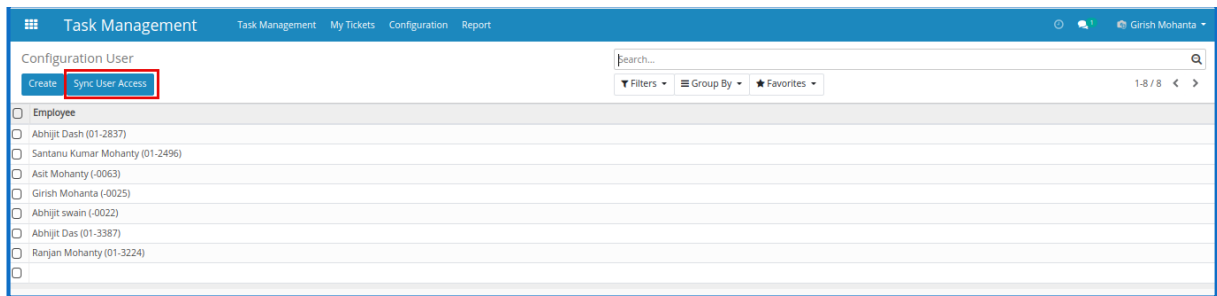 Task Management Task Management My Tickets Configuration Report 1 Girish Mohanta
Configuration User Search...
Create Sync User Access Filters Group By Favorites 1-8 / 8
Employee
Abhijit Dash (01-2837)
Santanu Kumar Mohanty (01-2496)
Asit Mohanty (-0063)
Girish Mohanta (-0025)
Abhijit swain (-0022)
Abhijit Das (01-3387)
Ranjan Mohanty (01-3224)